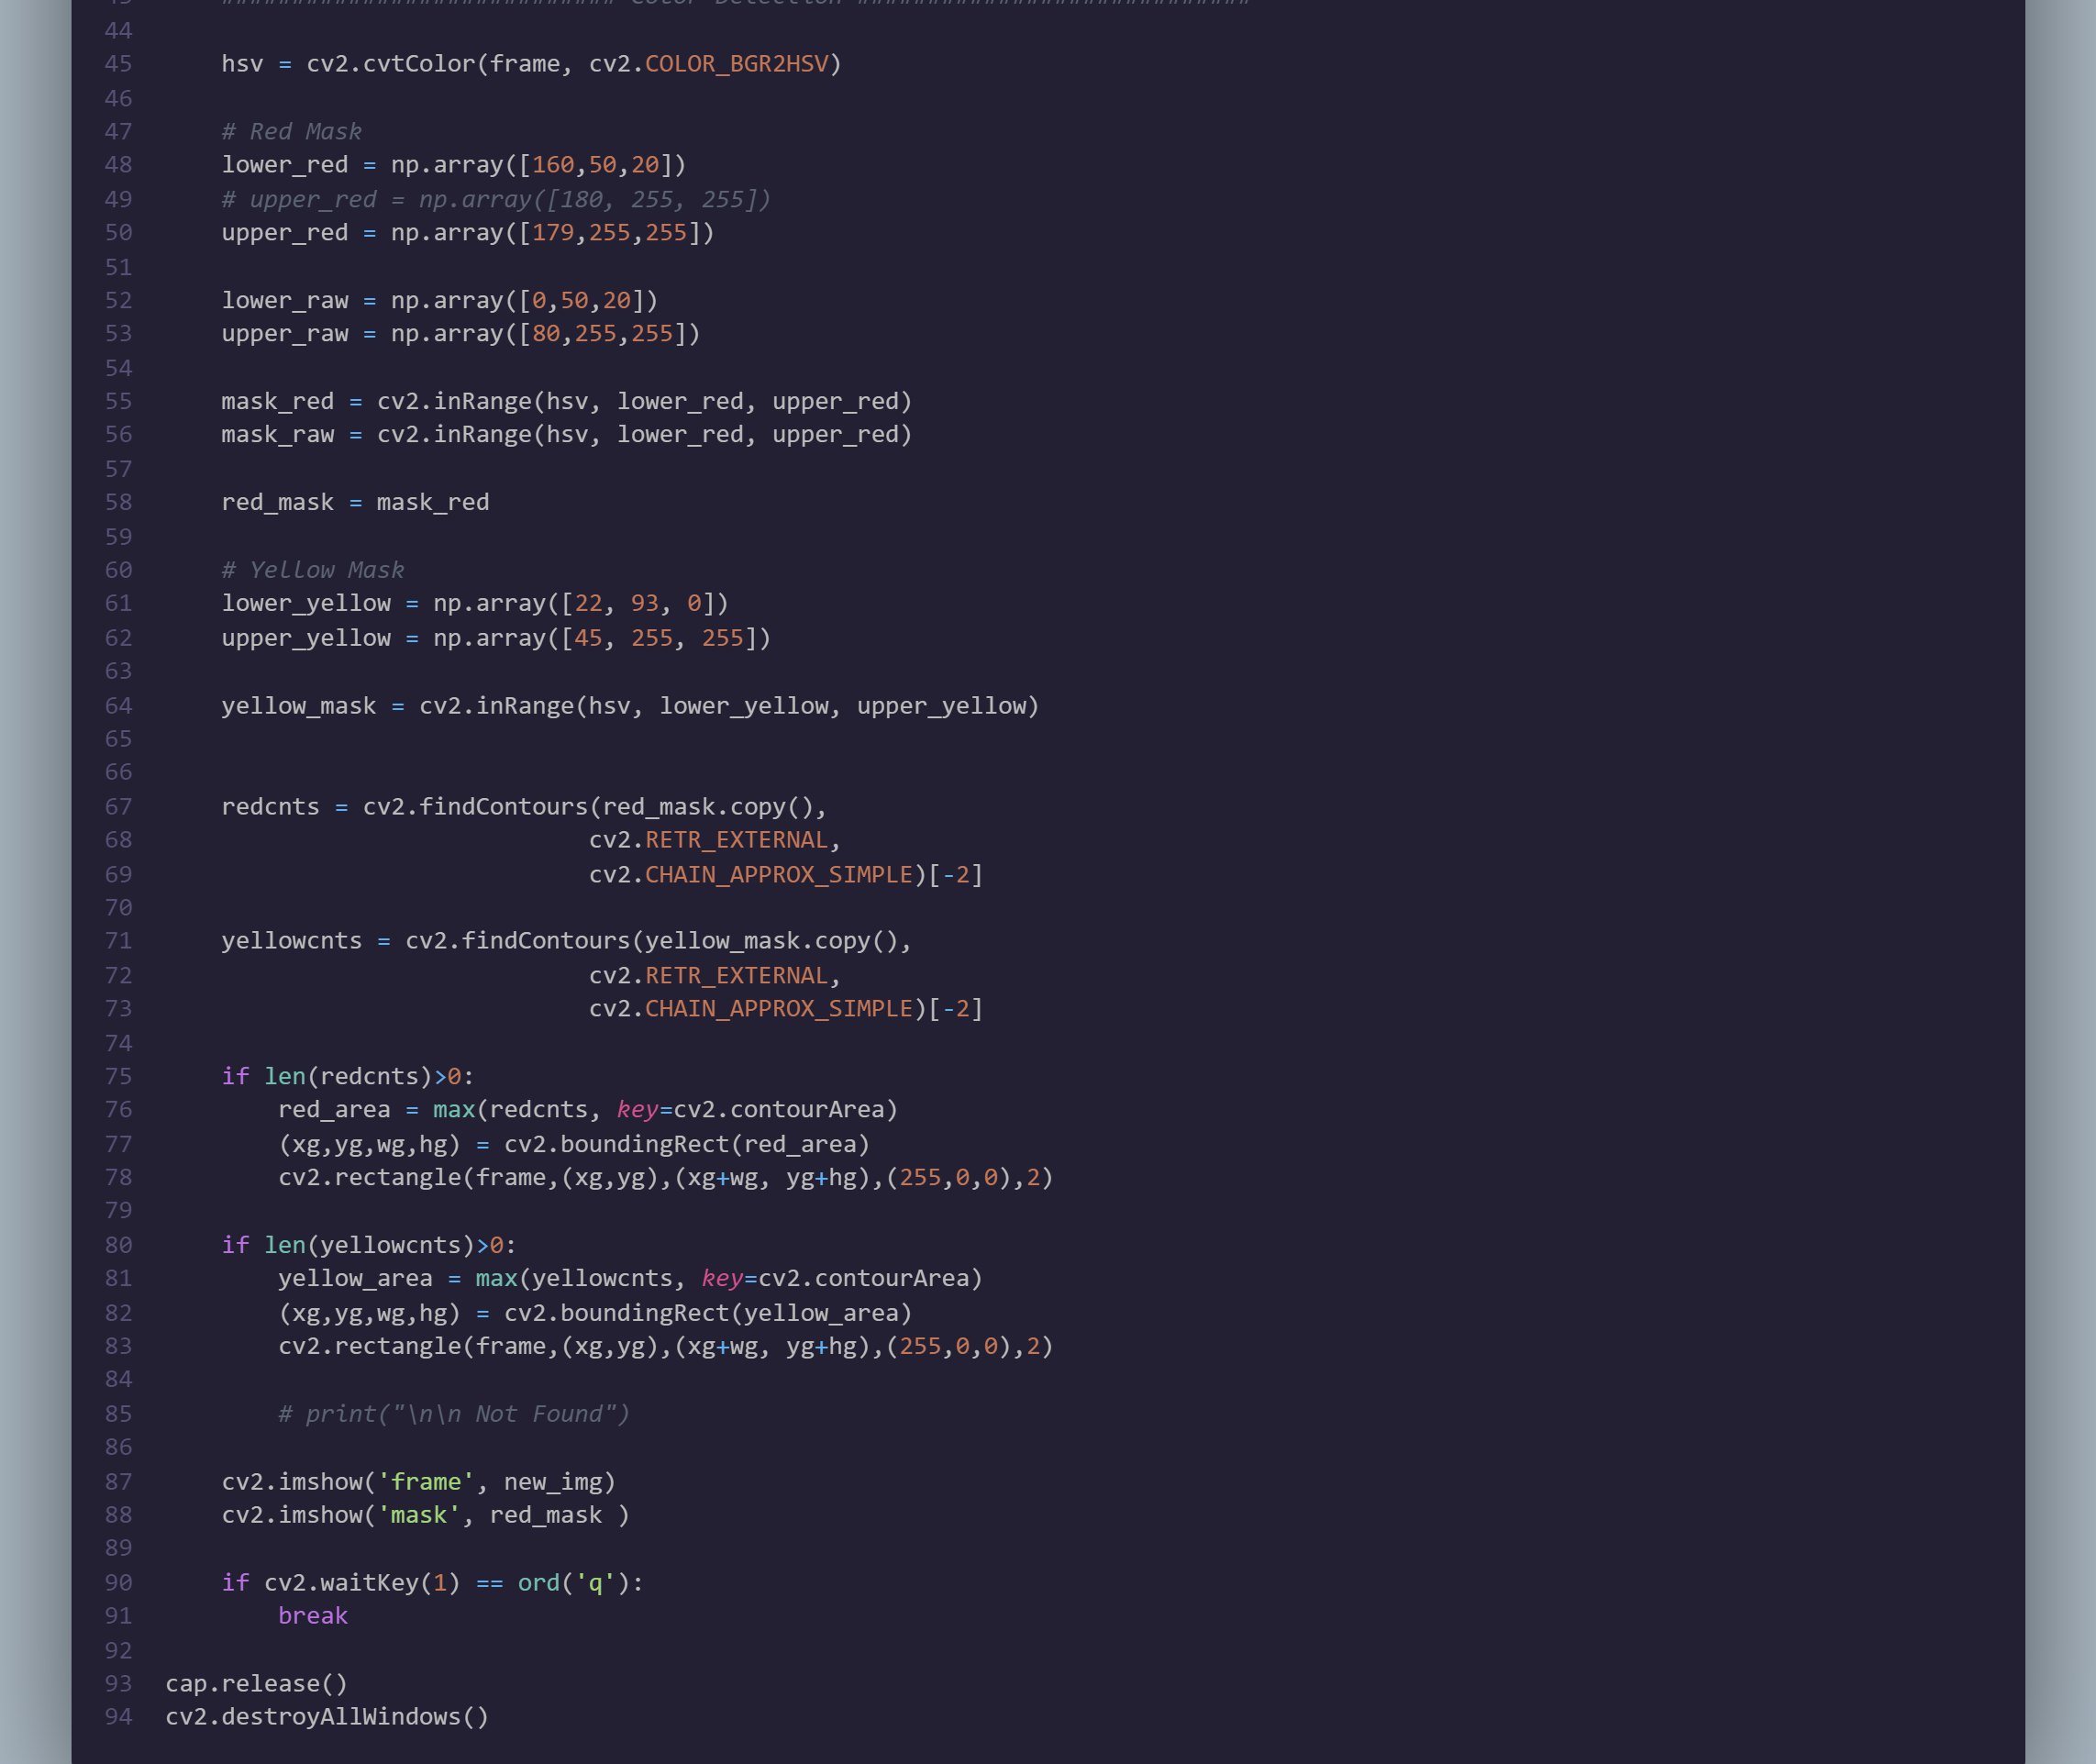 43 ############################ Color Detection ############################
44
45 hsv = cv2.cvtColor(frame, cv2.COLOR_BGR2HSV)
46
47 # Red Mask
48 lower_red = np.array([160,50,20])
49 # upper_red = np.array([180, 255, 255])
50 upper_red = np.array([179,255,255])
51
52 lower_raw = np.array([0,50,20])
53 upper_raw = np.array([80,255,255])
54
55 mask_red = cv2.inRange(hsv, lower_red, upper_red)
56 mask_raw = cv2.inRange(hsv, lower_red, upper_red)
57
58 red_mask = mask_red
59
60 # Yellow Mask
61 lower_yellow = np.array([22, 93, 0])
62 upper_yellow = np.array([45, 255, 255])
63
64 yellow_mask = cv2.inRange(hsv, lower_yellow, upper_yellow)
65
66
67 redcnts = cv2.findContours(red_mask.copy(),
68 cv2.RETR_EXTERNAL,
69 cv2.CHAIN_APPROX_SIMPLE)[-2]
70
71 yellowcnts = cv2.findContours(yellow_mask.copy(),
72 cv2.RETR_EXTERNAL,
73 cv2.CHAIN_APPROX_SIMPLE)[-2]
74
75 if len(redcnts)>0:
76 red_area = max(redcnts, key=cv2.contourArea)
77 (xg,yg,wg,hg) = cv2.boundingRect(red_area)
78 cv2.rectangle(frame,(xg,yg),(xg+wg, yg+hg),(255,0,0),2)
79
80 if len(yellowcnts)>0:
81 yellow_area = max(yellowcnts, key=cv2.contourArea)
82 (xg,yg,wg,hg) = cv2.boundingRect(yellow_area)
83 cv2.rectangle(frame,(xg,yg),(xg+wg, yg+hg),(255,0,0),2)
84
85 # print("\n\n Not Found")
86
87 cv2.imshow('frame', new_img)
88 cv2.imshow('mask', red_mask )
89
90 if cv2.waitKey(1) == ord('q'):
91 break
92
93 cap.release()
94 cv2.destroyAllWindows()